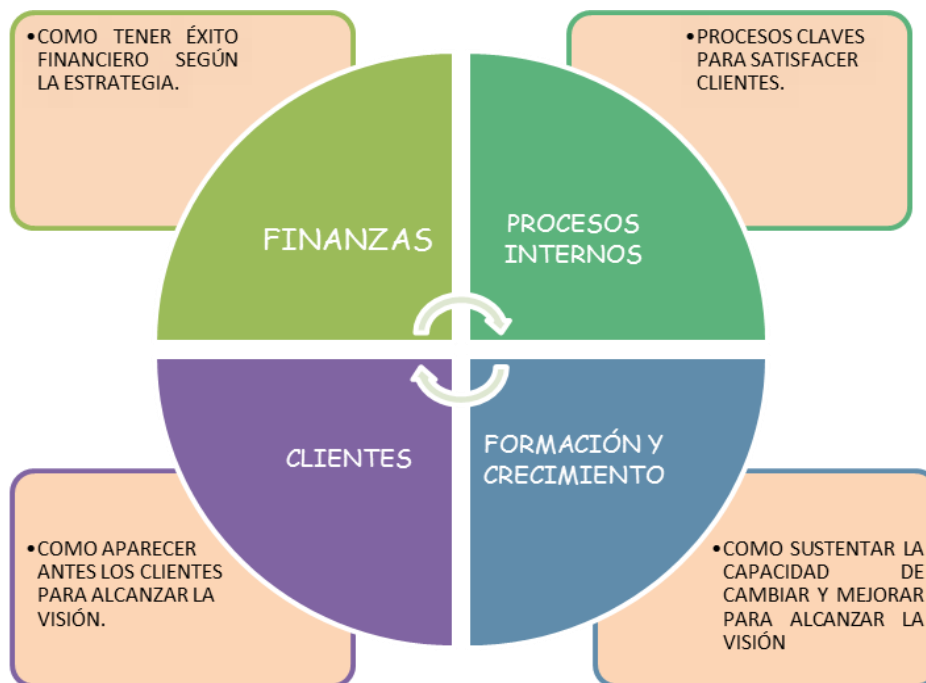 •COMO TENER ÉXITO
FINANCIERO SEGÚN
LA ESTRATEGIA.
•PROCESOS CLAVES
PARA SATISFACER
CLIENTES.
FINANZAS
PROCESOS
INTERNOS
CLIENTES
FORMACIÓN Y
CRECIMIENTO
•COMO APARECER
ANTES LOS CLIENTES
PARA ALCANZAR LA
VISIÓN.
•COMO SUSTENTAR LA
CAPACIDAD DE
CAMBIAR Y MEJORAR
PARA ALCANZAR LA
VISIÓN